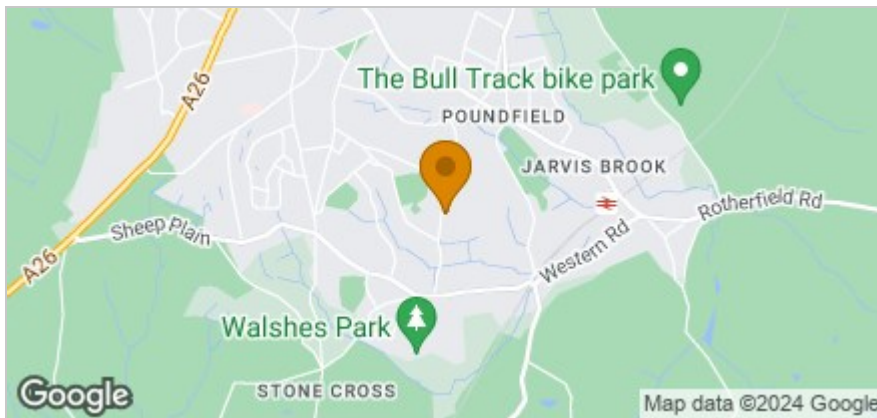 A26
The Bull Track bike park
POUNDFIELD
JARVIS BROOK
Rotherfield Rd
Sheep Plain
Western Rd
A26
Walshes Park
STONE CROSS
Google
Map data ©2024 Google